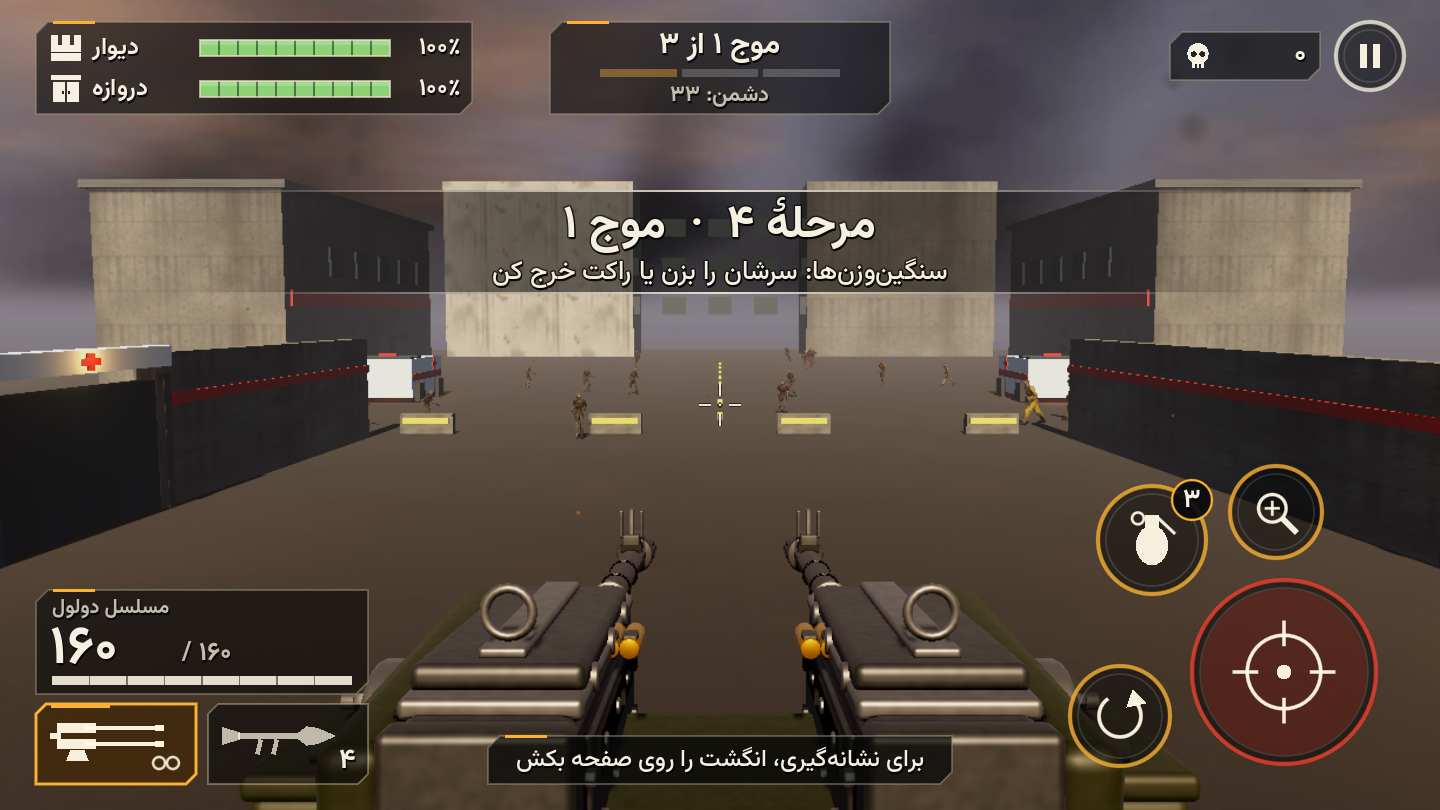 دیوار ۱۰۰٪
دروازه ۱۰۰٪
موج ۱ از ۳
دشمن: ۳۳
۰
مرحلهٔ ۴ · موج ۱
سنگین‌وزن‌ها: سرشان را بزن یا راکت خرج کن
۳
مسلسل دولول
۱۶۰ / ۱۶۰
∞
۴
برای نشانه‌گیری، انگشت را روی صفحه بکش